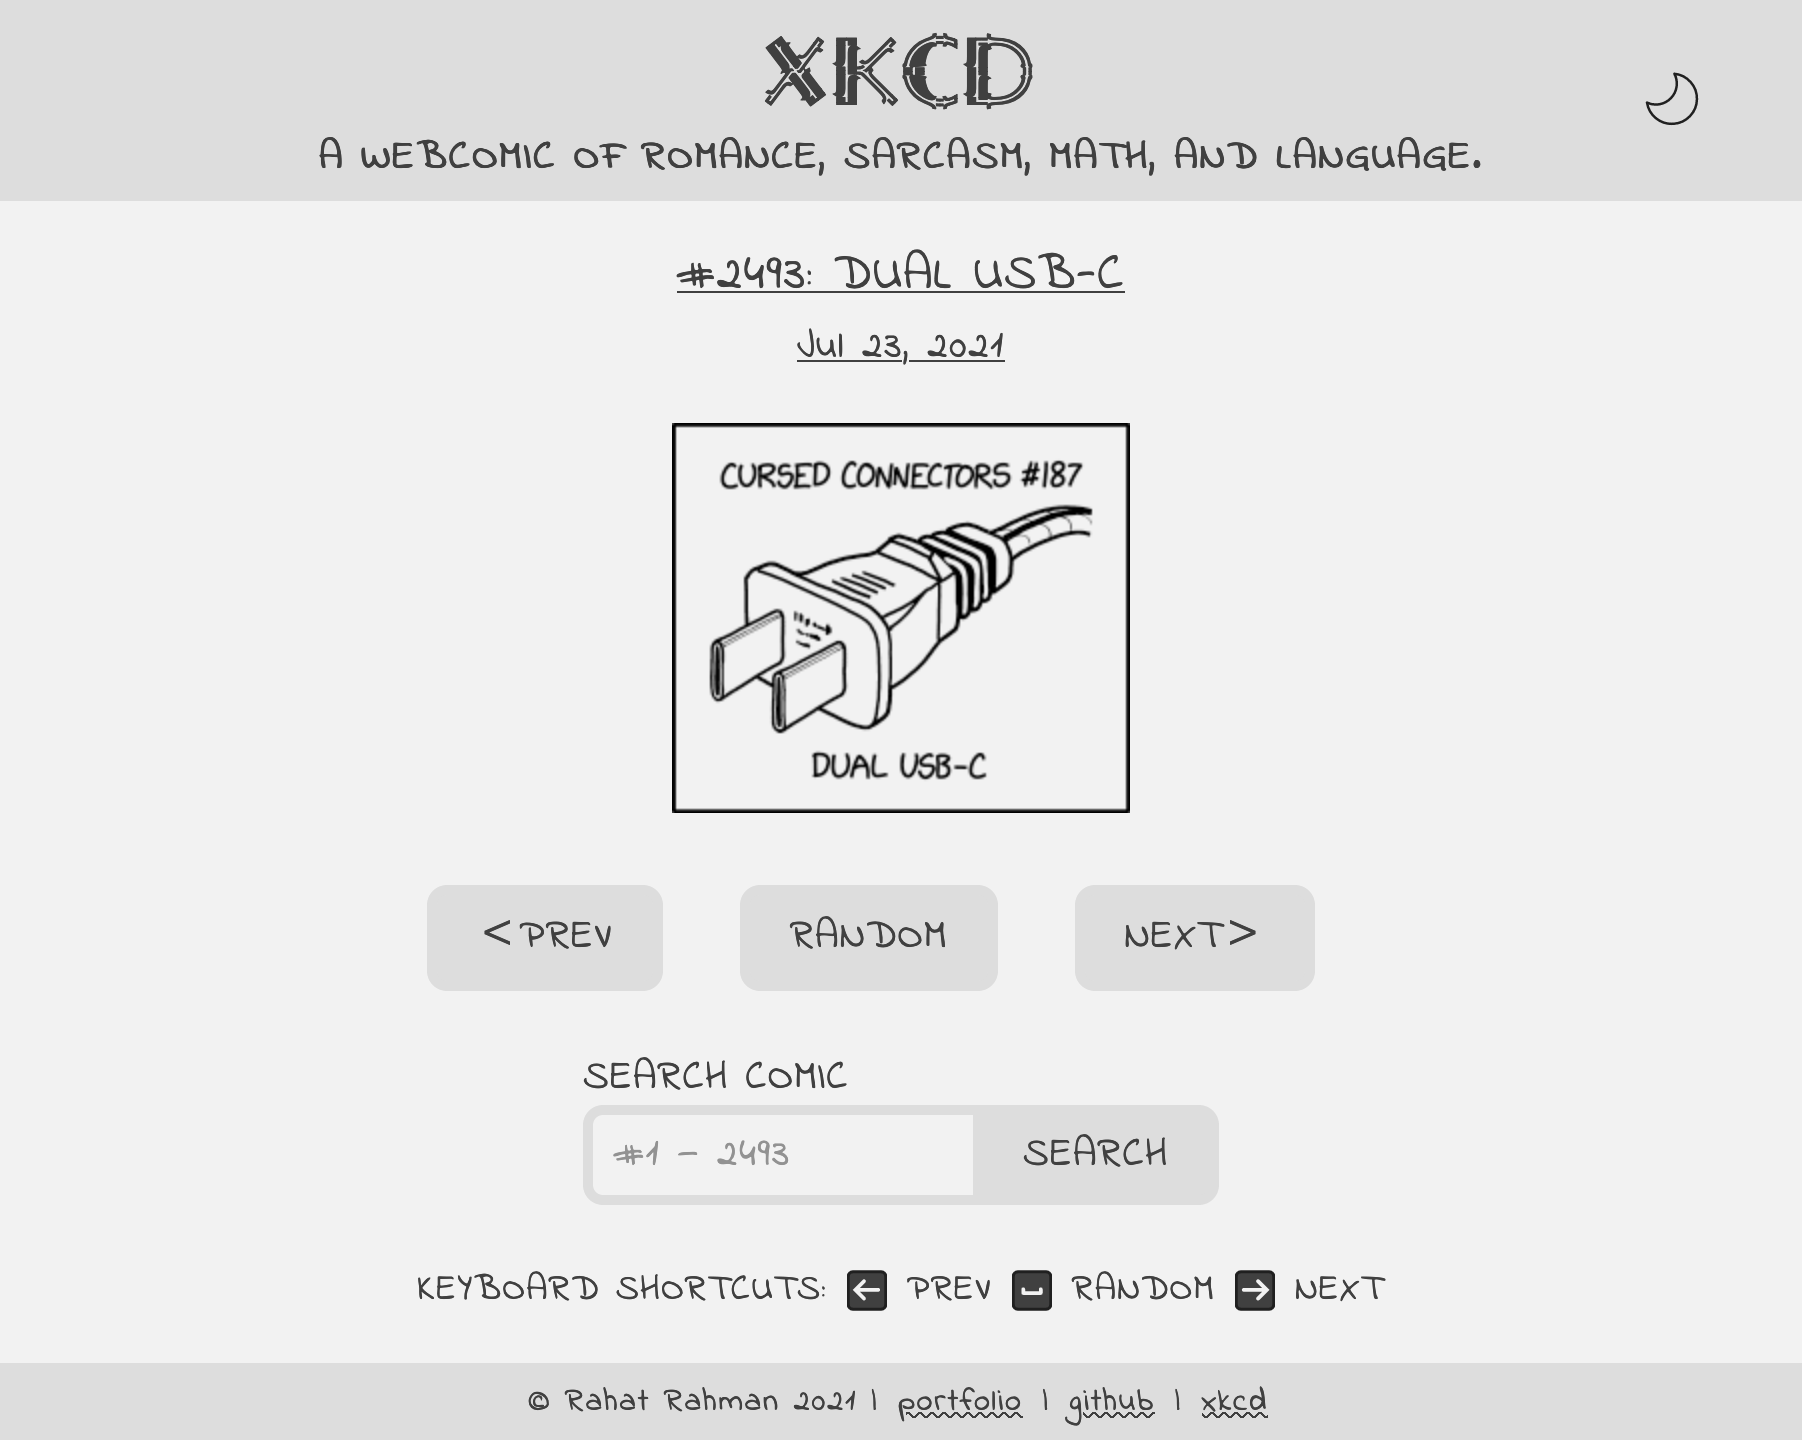 XKCD
A WEBCOMIC OF ROMANCE, SARCASM, MATH, AND LANGUAGE.
#2493: DUAL USB-C
Jul 23, 2021
CURSED CONNECTORS #187
DUAL USB-C
< PREV
RANDOM
NEXT >
SEARCH COMIC
#1 - 2493
SEARCH
KEYBOARD SHORTCUTS: ← PREV ⎵ RANDOM → NEXT
© Rahat Rahman 2021 | portfolio | github | xkcd